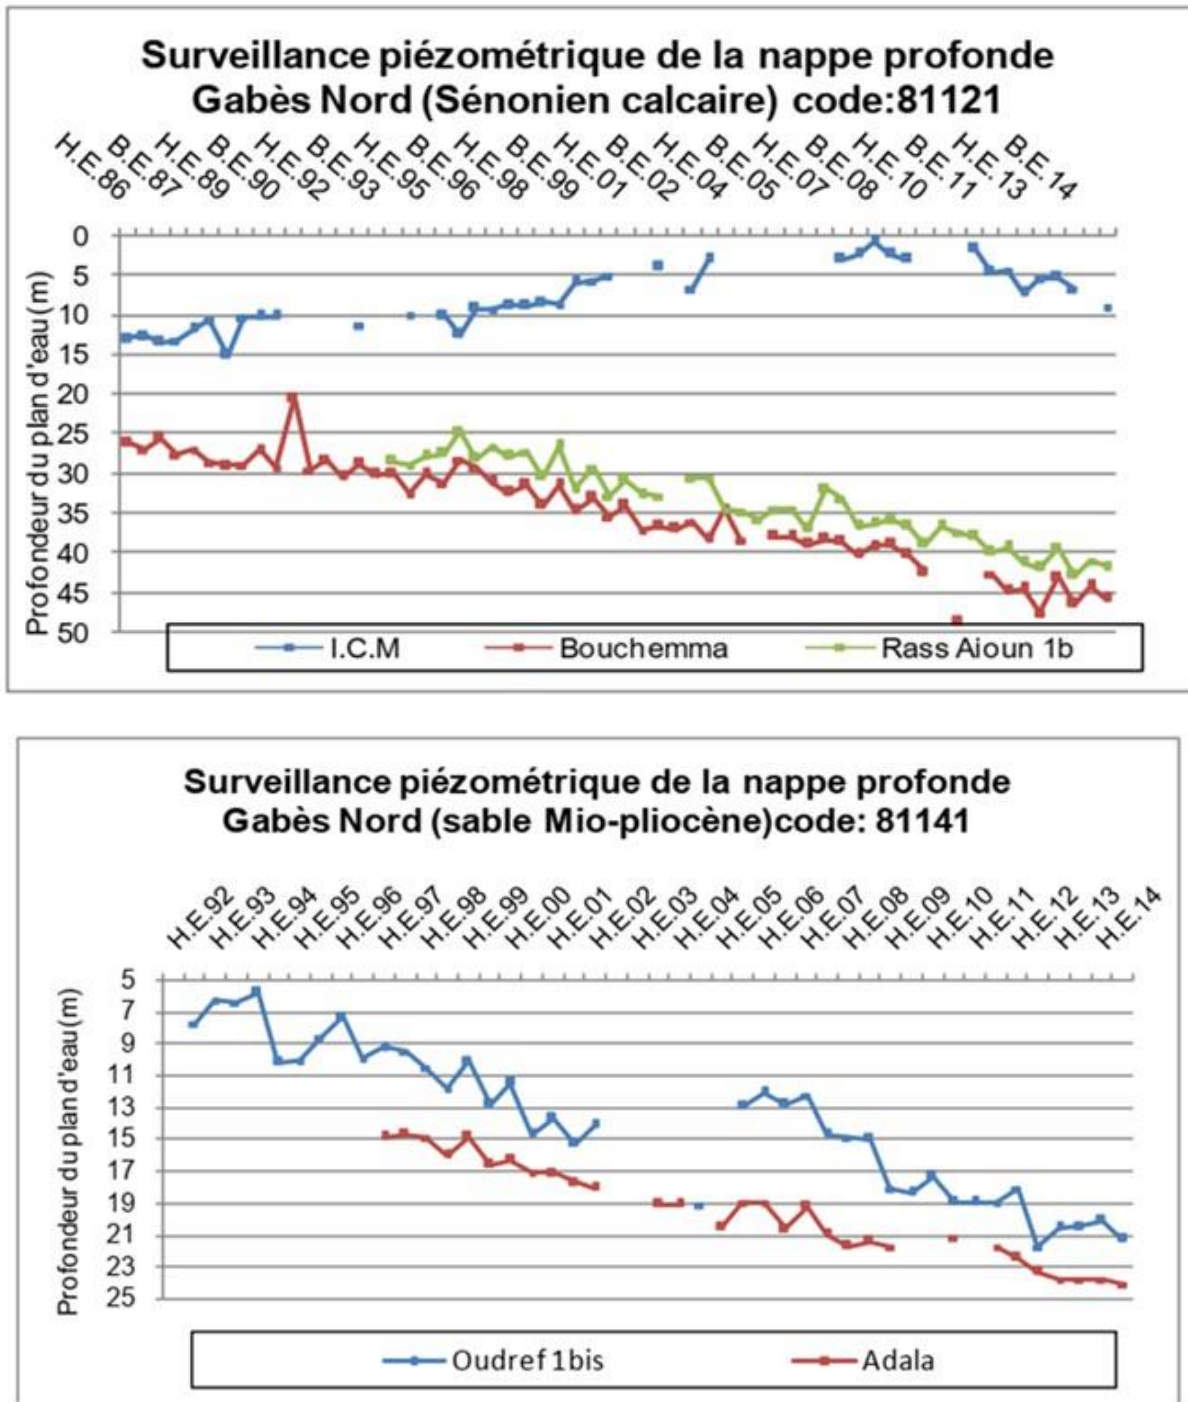 Surveillance piézométrique de la nappe profonde
Gabès Nord (Sénonien calcaire) code:81121
H.E.86
B.E.87
H.E.89
B.E.90
H.E.92
B.E.93
H.E.95
B.E.96
H.E.98
B.E.99
H.E.01
B.E.02
H.E.04
B.E.05
H.E.07
B.E.08
H.E.10
B.E.11
H.E.13
B.E.14
Profondeur du plan d'eau(m)
0
5
10
15
20
25
30
35
40
45
50
I.C.M Bouchemma Rass Aioun 1b
Surveillance piézométrique de la nappe profonde
Gabès Nord (sable Mio-pliocène)code: 81141
H.E.92
H.E.93
H.E.94
H.E.95
H.E.96
H.E.97
H.E.98
H.E.99
H.E.00
H.E.01
H.E.02
H.E.03
H.E.04
H.E.05
H.E.06
H.E.07
H.E.08
H.E.09
H.E.10
H.E.11
H.E.12
H.E.13
H.E.14
Profondeur du plan d'eau(m)
5
7
9
11
13
15
17
19
21
23
25
Oudref 1bis Adala